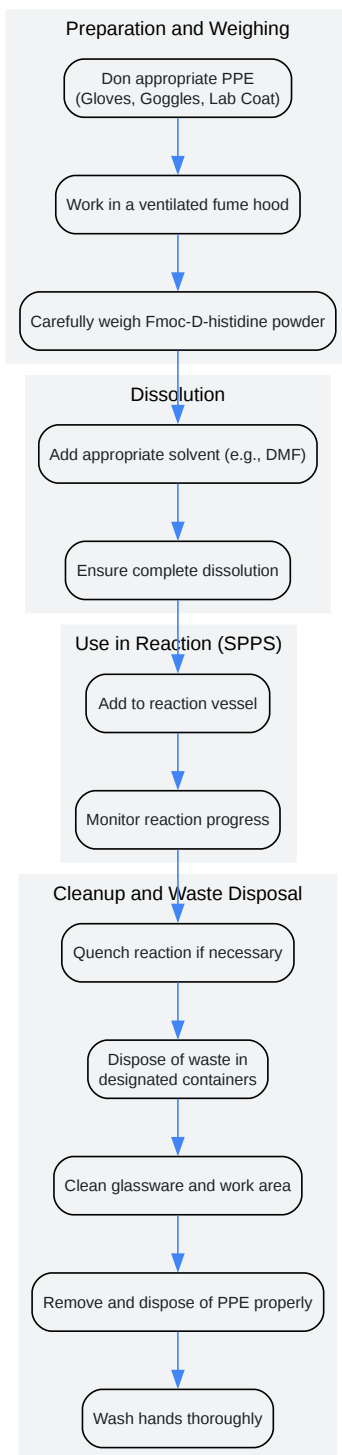 Preparation and Weighing
Don appropriate PPE
(Gloves, Goggles, Lab Coat)
Work in a ventilated fume hood
Carefully weigh Fmoc-D-histidine powder
Dissolution
Add appropriate solvent (e.g., DMF)
Ensure complete dissolution
Use in Reaction (SPPS)
Add to reaction vessel
Monitor reaction progress
Cleanup and Waste Disposal
Quench reaction if necessary
Dispose of waste in
designated containers
Clean glassware and work area
Remove and dispose of PPE properly
Wash hands thoroughly